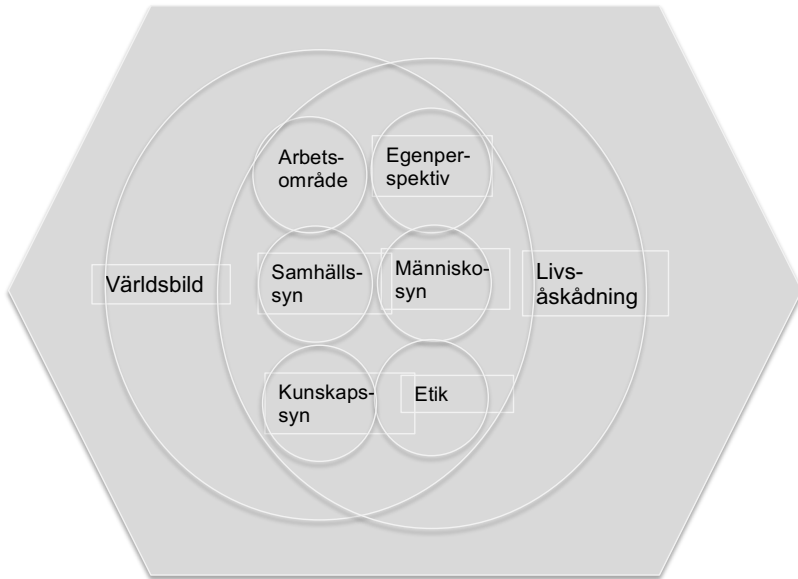 Arbets-
område
Egenper-
spektiv
Världsbild
Samhälls-
syn
Människo-
syn
Livs-
åskådning
Kunskaps-
syn
Etik